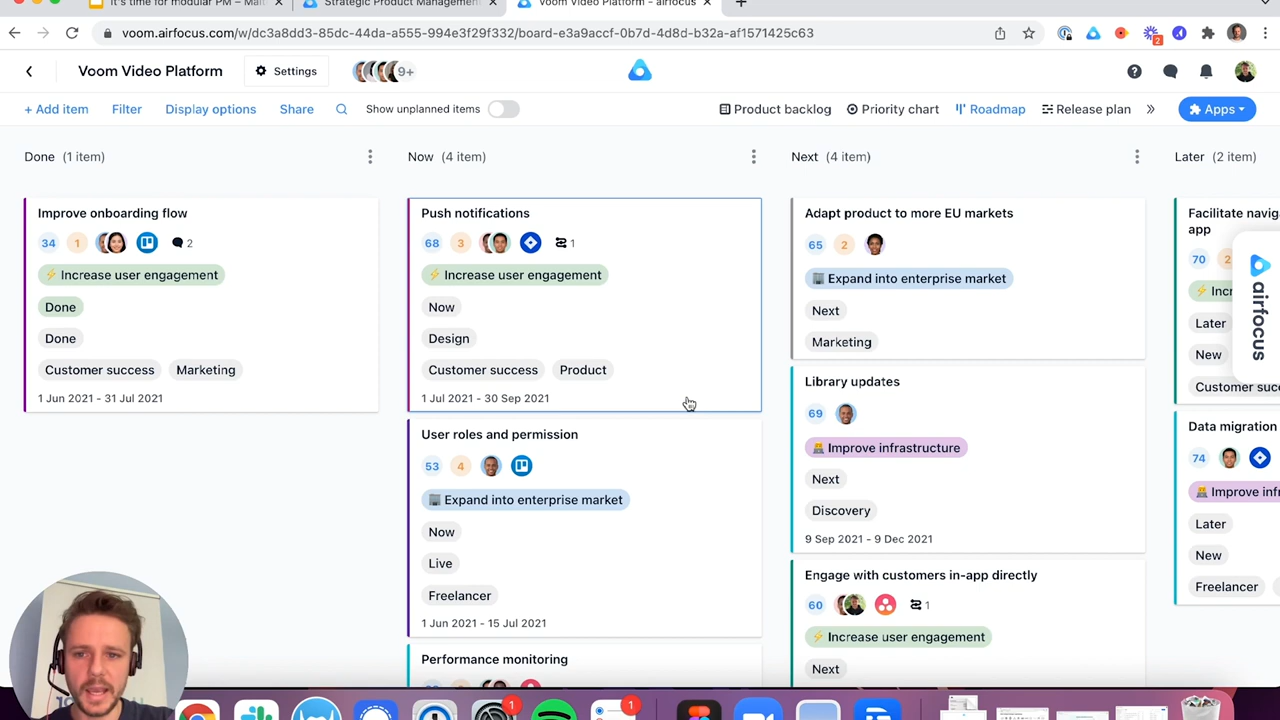 It's time for modular PM – Mal
Strategic Product Management
Voom Video Platform - airfocus
voom.airfocus.com/w/dc3a8dd3-85dc-44da-a555-994e3f29f332/board-e3a9accf-0b7d-4d8d-b32a-af1571425c63
2
Voom Video Platform
Settings
9+
+ Add item
Filter
Display options
Share
Show unplanned items
Product backlog
Priority chart
Roadmap
Release plan
Apps
Done (1 item)
Improve onboarding flow
34 1 2
⚡ Increase user engagement
Done
Done
Customer success Marketing
1 Jun 2021 - 31 Jul 2021
Now (4 item)
Push notifications
68 3 1
⚡ Increase user engagement
Now
Design
Customer success Product
1 Jul 2021 - 30 Sep 2021
User roles and permission
53 4
Expand into enterprise market
Now
Live
Freelancer
1 Jun 2021 - 15 Jul 2021
Performance monitoring
Next (4 item)
Adapt product to more EU markets
65 2
Expand into enterprise market
Next
Marketing
Library updates
69
Improve infrastructure
Next
Discovery
9 Sep 2021 - 9 Dec 2021
Engage with customers in-app directly
60 1
⚡ Increase user engagement
Next
Later (2 item)
Facilitate navig
app
70 2
⚡ Incr
Later
New
Customer suc
Data migration
74
Improve inf
Later
New
Freelancer
airfocus
1
1